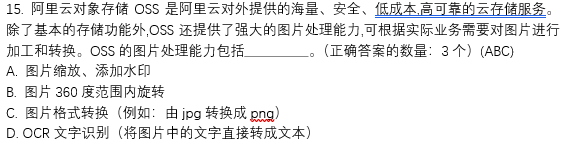 15. 阿里云对象存储 OSS 是阿里云对外提供的海量、安全、低成本,高可靠的云存储服务。
除了基本的存储功能外,OSS 还提供了强大的图片处理能力,可根据实际业务需要对图片进行
加工和转换。OSS 的图片处理能力包括________。（正确答案的数量：3 个）(ABC)
A. 图片缩放、添加水印
B. 图片 360 度范围内旋转
C. 图片格式转换（例如：由 jpg 转换成 png）
D. OCR 文字识别（将图片中的文字直接转成文本）